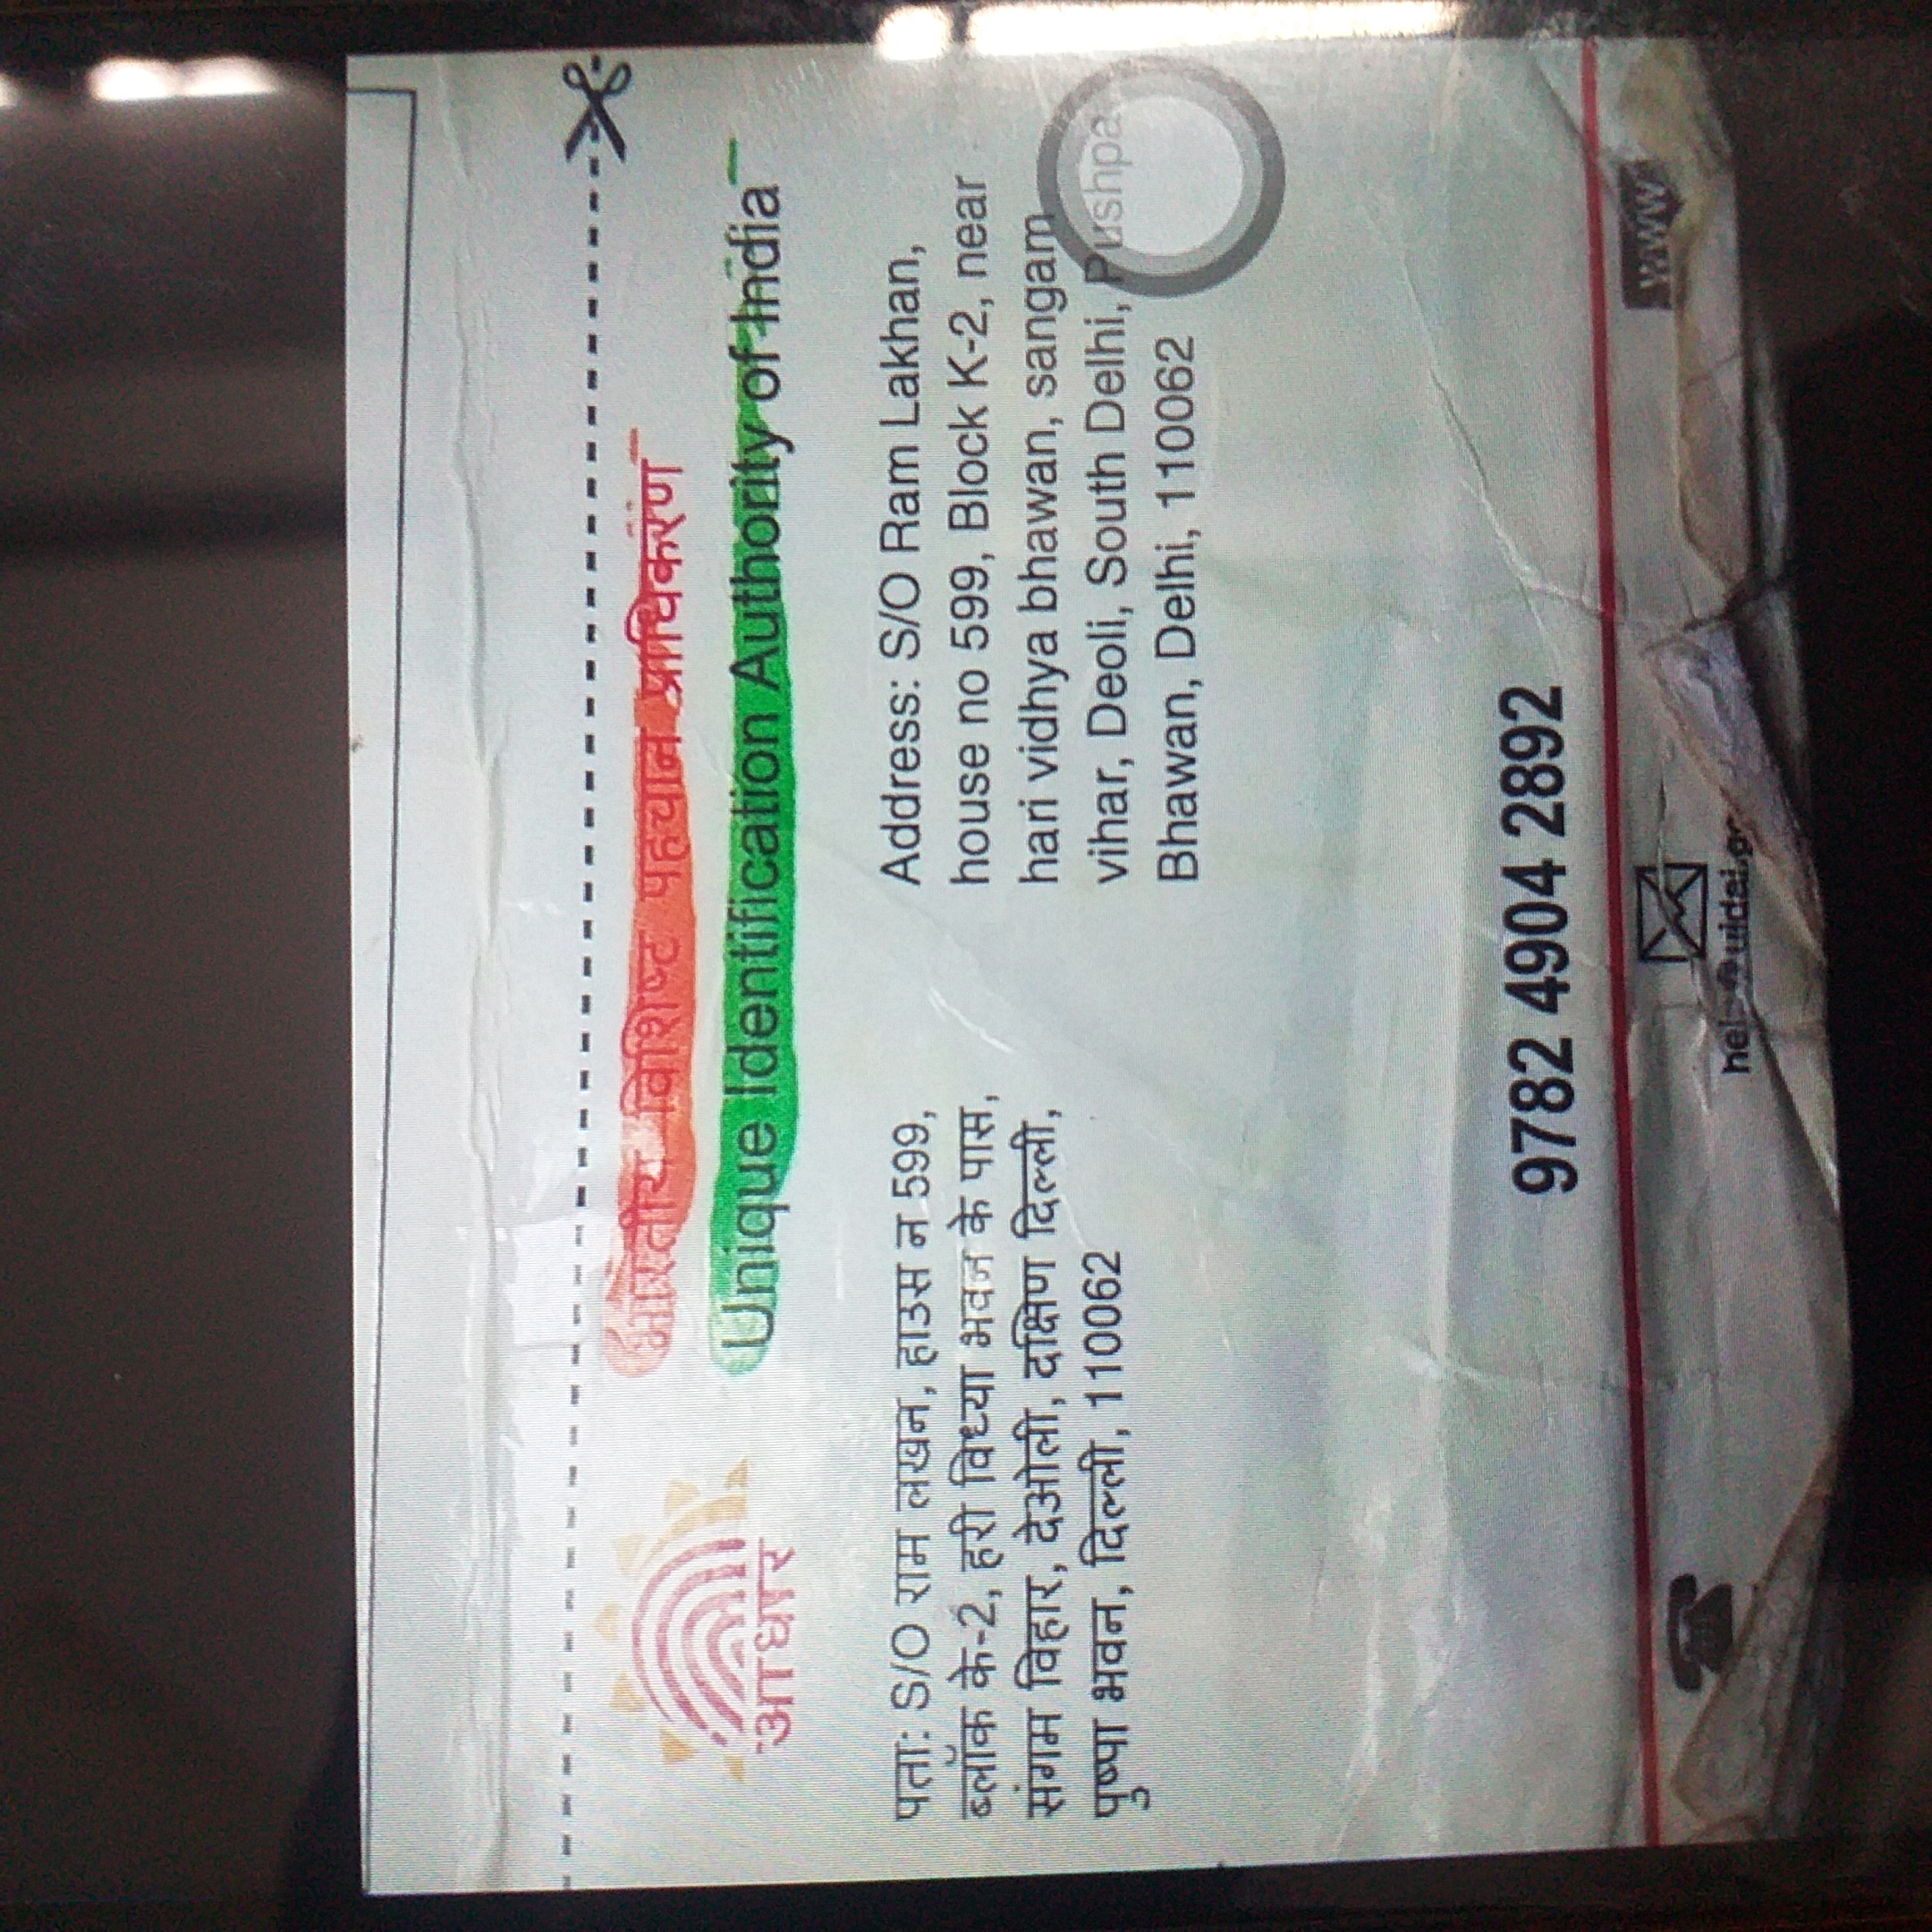 भारतीय विशिष्ट पहचान प्राधिकरण
Unique Identification Authority of India
आधार
पता: S/O राम लखन, हाउस न 599,
ब्लॉक के-2, हरी विध्या भवन के पास,
संगम विहार, देओली, दक्षिण दिल्ली,
पुष्पा भवन, दिल्ली, 110062
Address: S/O Ram Lakhan,
house no 599, Block K-2, near
hari vidhya bhawan, sangam
vihar, Deoli, South Delhi, Pushpa
Bhawan, Delhi, 110062
9782 4904 2892
www